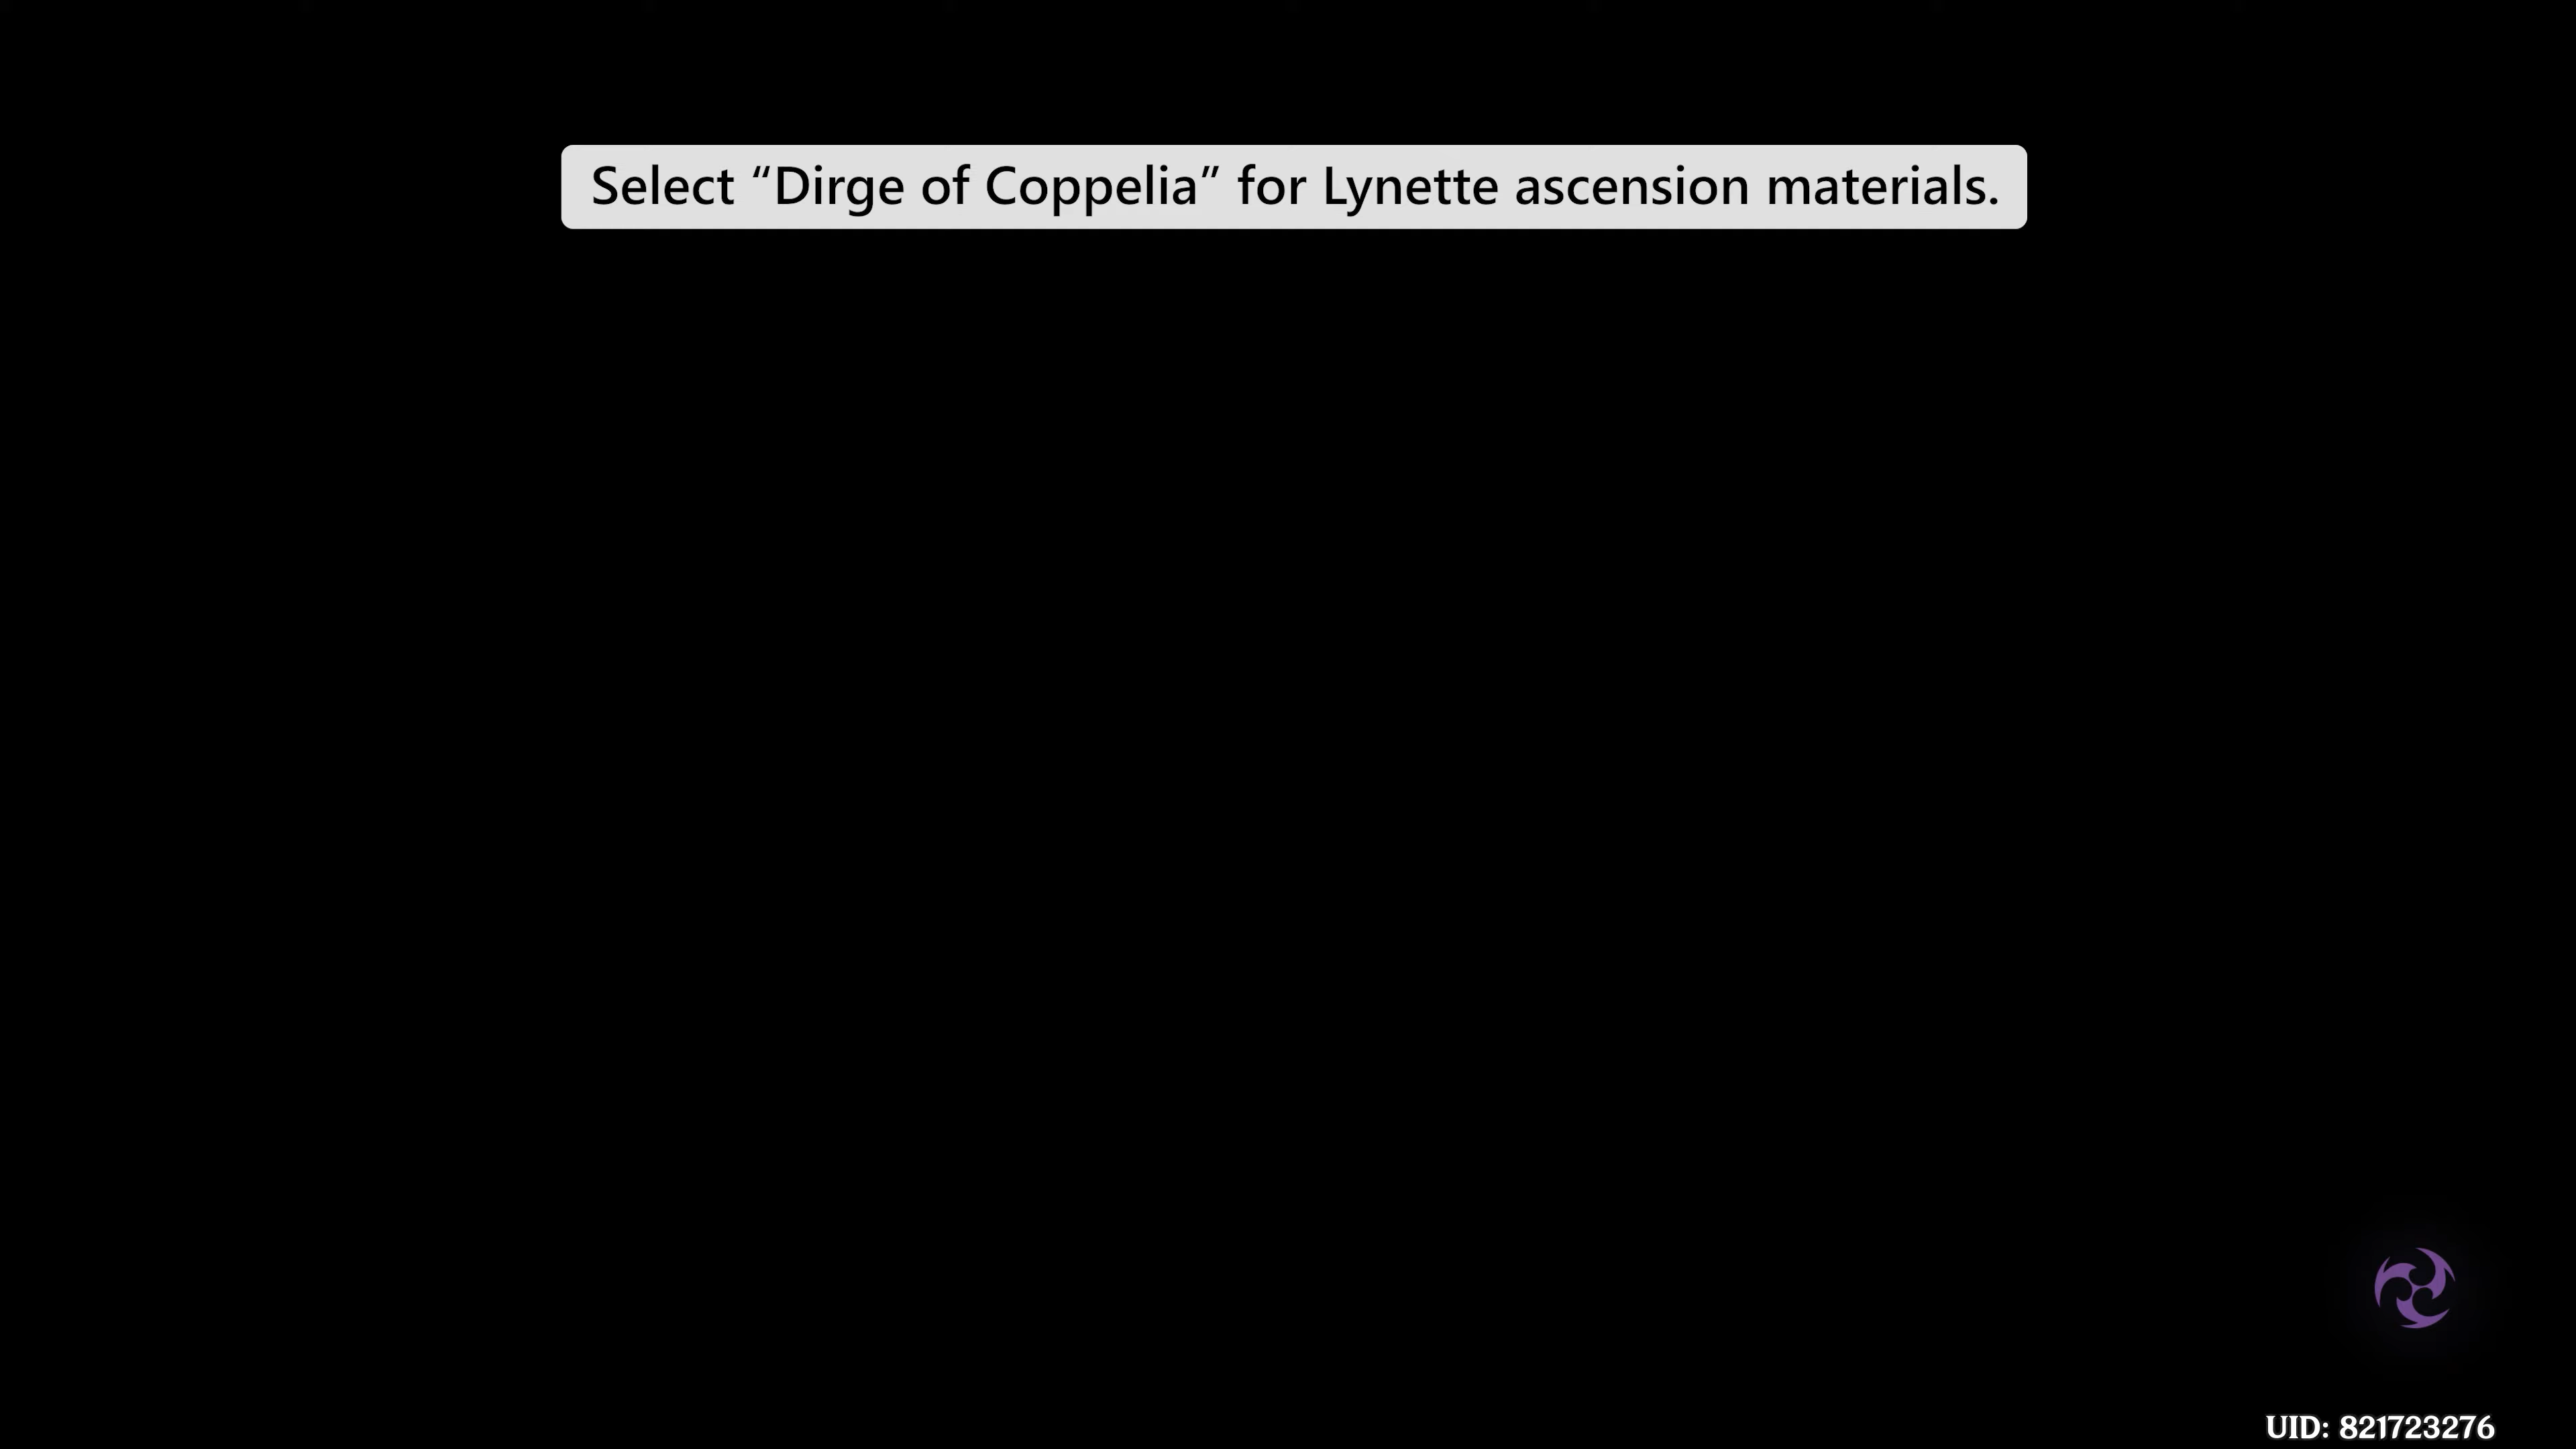 Select “Dirge of Coppelia” for Lynette ascension materials.
UID: 821723276